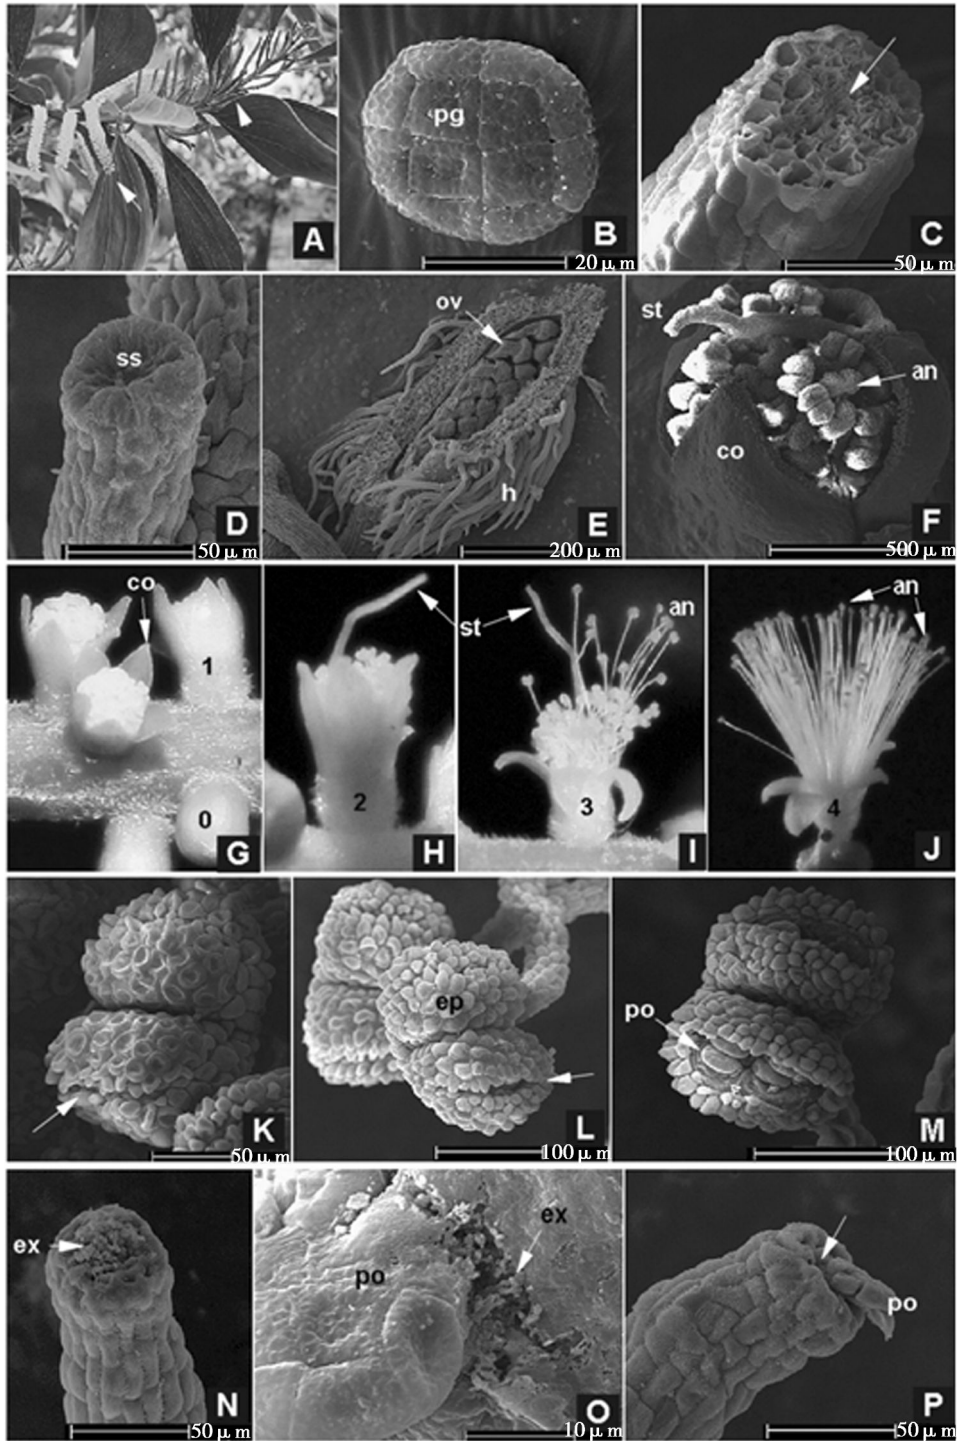 A
pg
B
20 μ m
C
50 μ m
ss
D
50 μ m
ov
h
E
200 μ m
st
an
co
F
500 μ m
co
1
0
G
st
2
H
an
3
I
an
4
J
K
50 μ m
ep
L
100 μ m
po
M
100 μ m
ex
N
50 μ m
ex
po
O
10 μ m
po
P
50 μ m